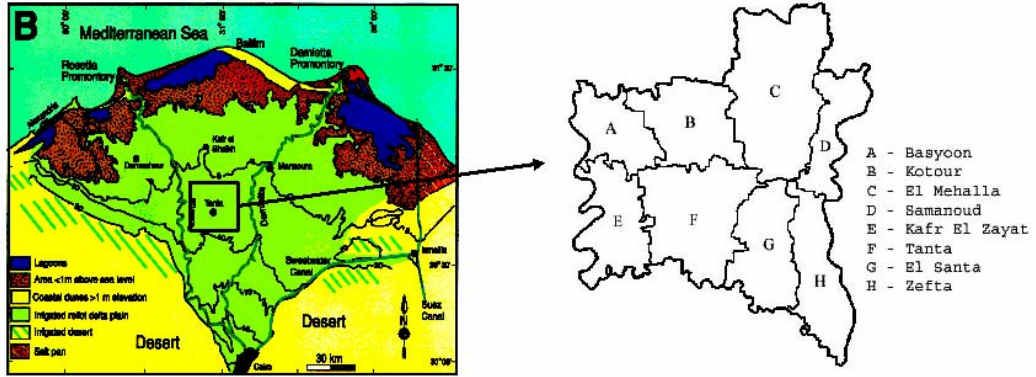 B
Mediterranean Sea
Baltim
Rosetta
Promontory
Damietta
Promontory
Alexandria
Kafr el
Sheikh
Damanhour
Mansoura
Tanta
Damietta
Sweetwater
Canal
Ismailia
Suez
Canal
Lagoons
Area <1m above sea level
Coastal dunes >1 m elevation
Irrigated relict delta plain
Irrigated desert
Salt pan
Desert
Desert
N
30 km
Cairo
A
B
C
D
E
F
G
H
A - Basyoon
B - Kotour
C - El Mehalla
D - Samanoud
E - Kafr El Zayat
F - Tanta
G - El Santa
H - Zefta